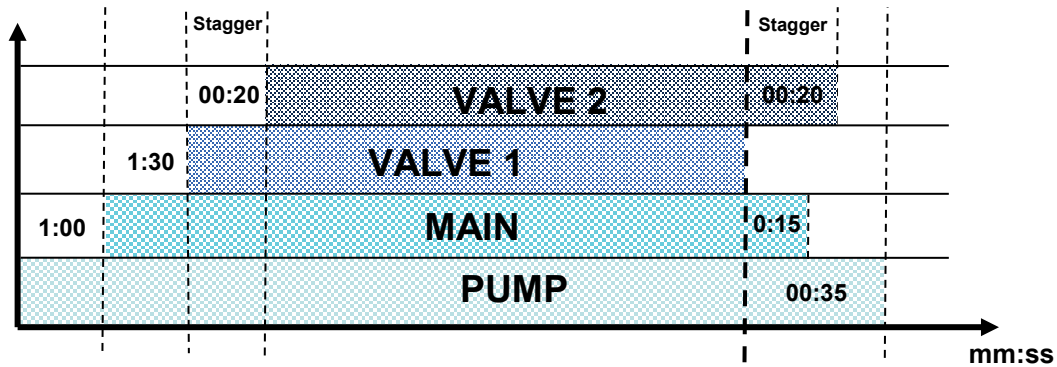 Stagger Stagger
00:20 VALVE 2 00:20
1:30 VALVE 1
1:00 MAIN 0:15
PUMP 00:35
mm:ss